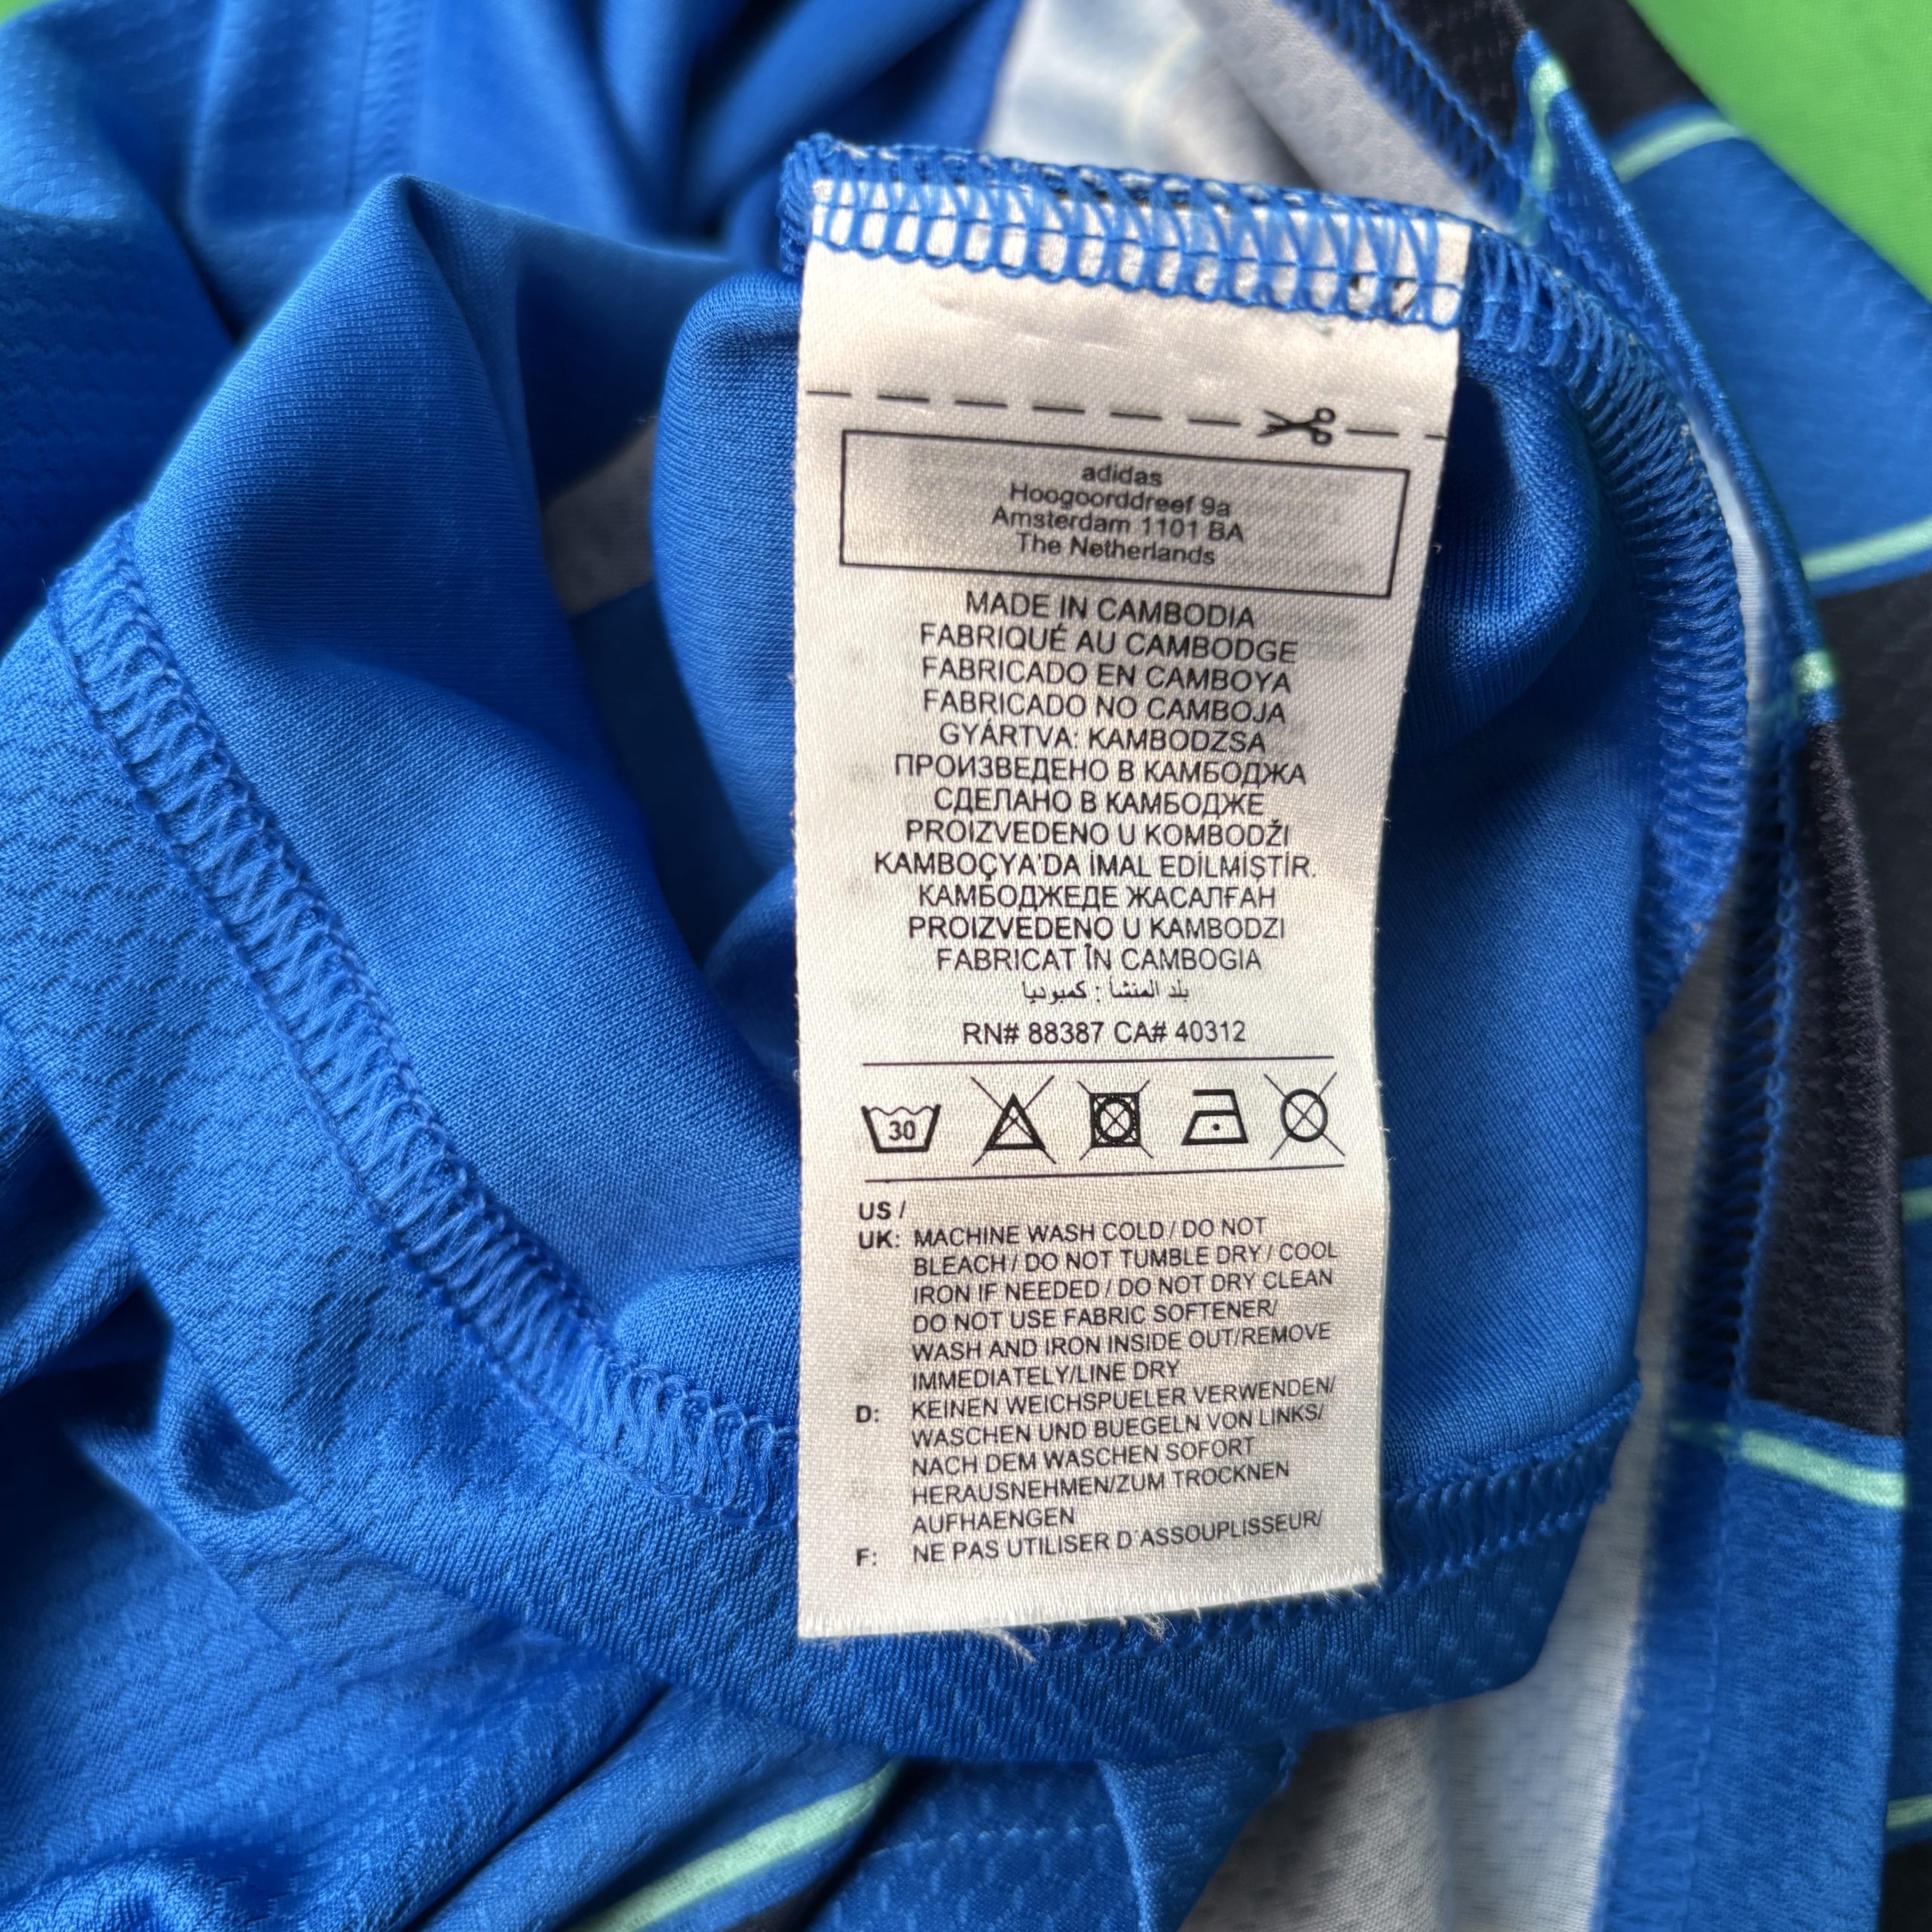 adidas
Hoogoorddreef 9a
Amsterdam 1101 BA
The Netherlands
MADE IN CAMBODIA
FABRIQUÉ AU CAMBODGE
FABRICADO EN CAMBOYA
FABRICADO NO CAMBOJA
GYÁRTVA: KAMBODZSA
ПРОИЗВЕДЕНО В КАМБОДЖА
СДЕЛАНО В КАМБОДЖЕ
PROIZVEDENO U KOMBODŽI
KAMBOÇYA'DA İMAL EDİLMİŞTİR.
КАМБОДЖЕДЕ ЖАСАЛҒАН
PROIZVEDENO U KAMBODZI
FABRICAT ÎN CAMBOGIA
بلد المنشأ: كمبوديا
RN# 88387 CA# 40312
30
US /
UK: MACHINE WASH COLD / DO NOT
BLEACH / DO NOT TUMBLE DRY / COOL
IRON IF NEEDED / DO NOT DRY CLEAN
DO NOT USE FABRIC SOFTENER/
WASH AND IRON INSIDE OUT/REMOVE
IMMEDIATELY/LINE DRY
D: KEINEN WEICHSPUELER VERWENDEN/
WASCHEN UND BUEGELN VON LINKS/
NACH DEM WASCHEN SOFORT
HERAUSNEHMEN/ZUM TROCKNEN
AUFHAENGEN
F: NE PAS UTILISER D'ASSOUPLISSEUR/